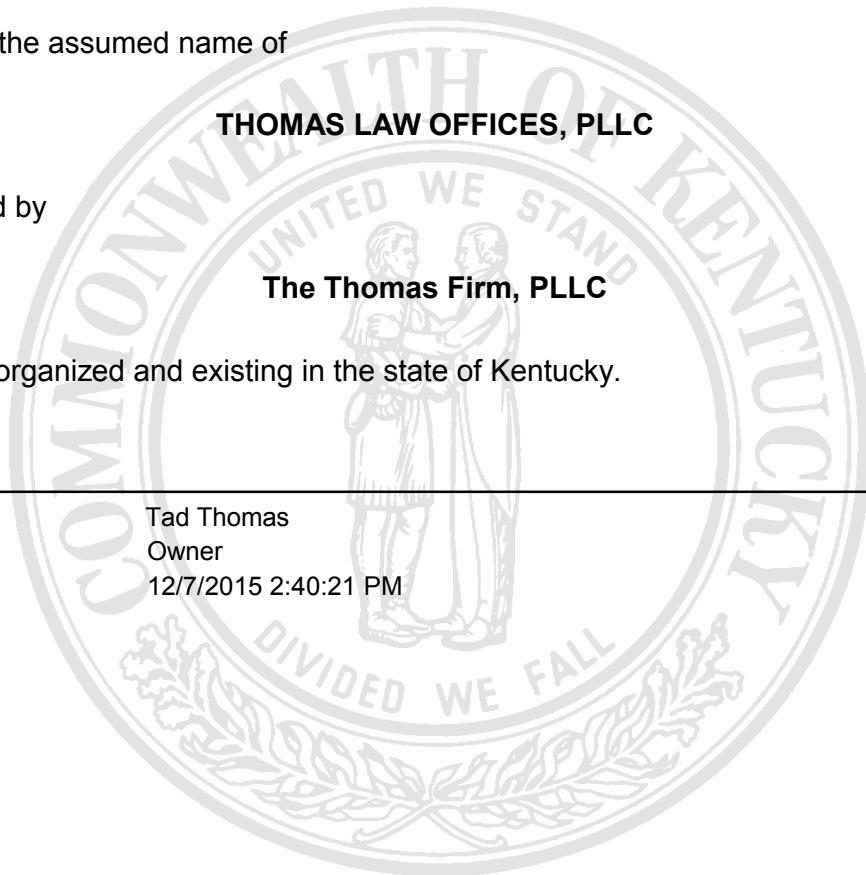 the assumed name of
THOMAS LAW OFFICES, PLLC
d by
The Thomas Firm, PLLC
organized and existing in the state of Kentucky.
Tad Thomas
Owner
12/7/2015 2:40:21 PM
COMMONWEALTH OF KENTUCKY
UNITED WE STAND
DIVIDED WE FALL